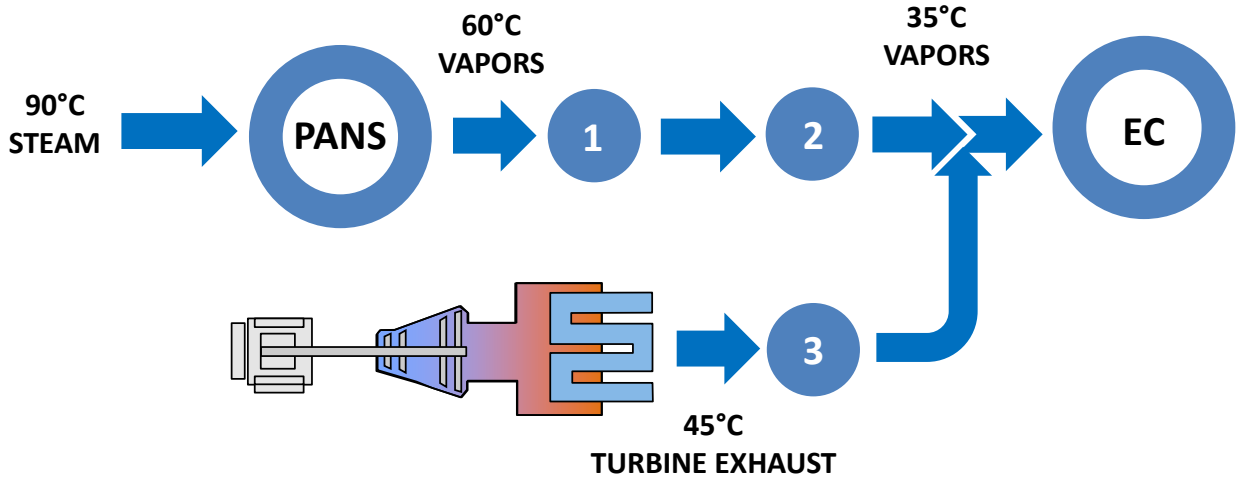 90°C
STEAM
PANS
60°C
VAPORS
1
2
35°C
VAPORS
EC
3
45°C
TURBINE EXHAUST